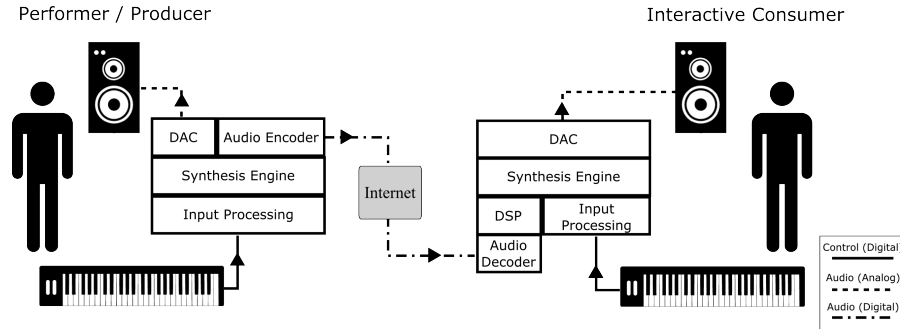 Performer / Producer
Interactive Consumer
DAC
Audio Encoder
Synthesis Engine
Input Processing
Internet
DAC
Synthesis Engine
DSP
Input
Processing
Audio
Decoder
Control (Digital)
Audio (Analog)
Audio (Digital)